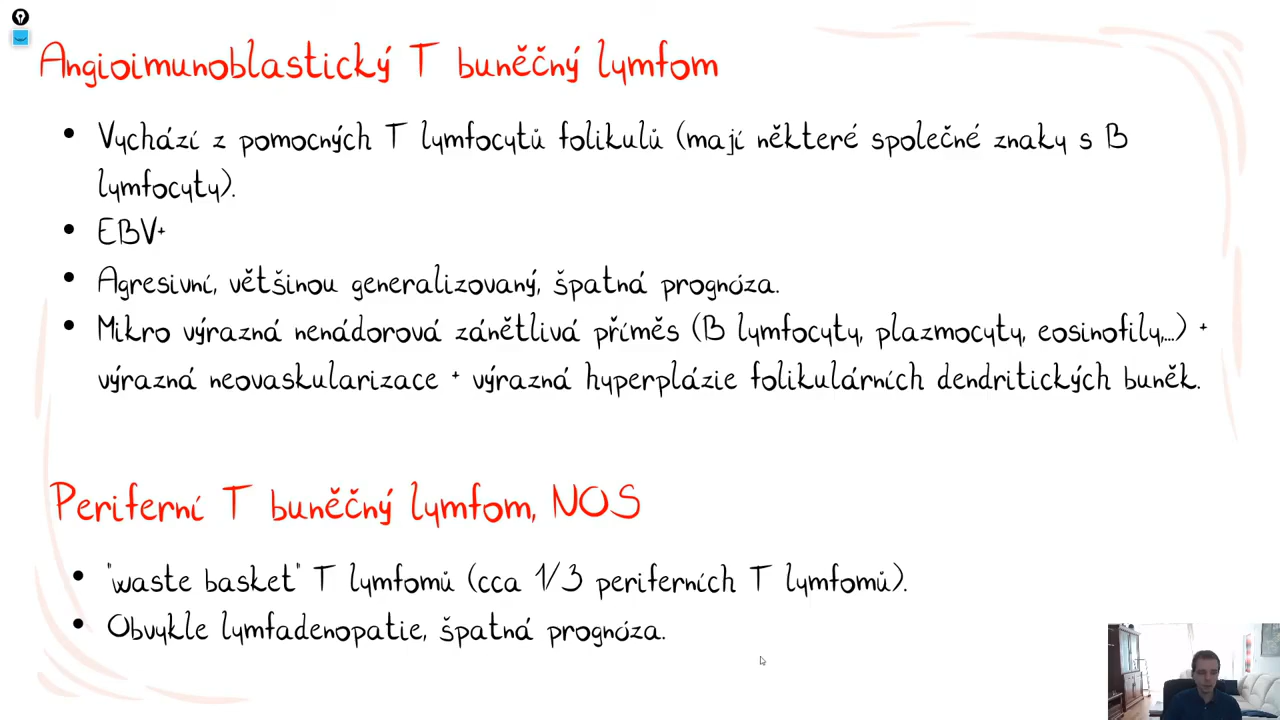 Angioimunoblastický T buněčný lymfom
• Vychází z pomocných T lymfocytů folikulů (mají některé společné znaky s B
lymfocyty).
• EBV+
• Agresivní, většinou generalizovaný, špatná prognóza.
• Mikro výrazná nenádorová zánětlivá příměs (B lymfocyty, plazmocyty, eosinofily,...) +
výrazná neovaskularizace + výrazná hyperplázie folikulárních dendritických buněk.
Periferní T buněčný lymfom, NOS
• "waste basket" T lymfomů (cca 1/3 periferních T lymfomů).
• Obvykle lymfadenopatie, špatná prognóza.